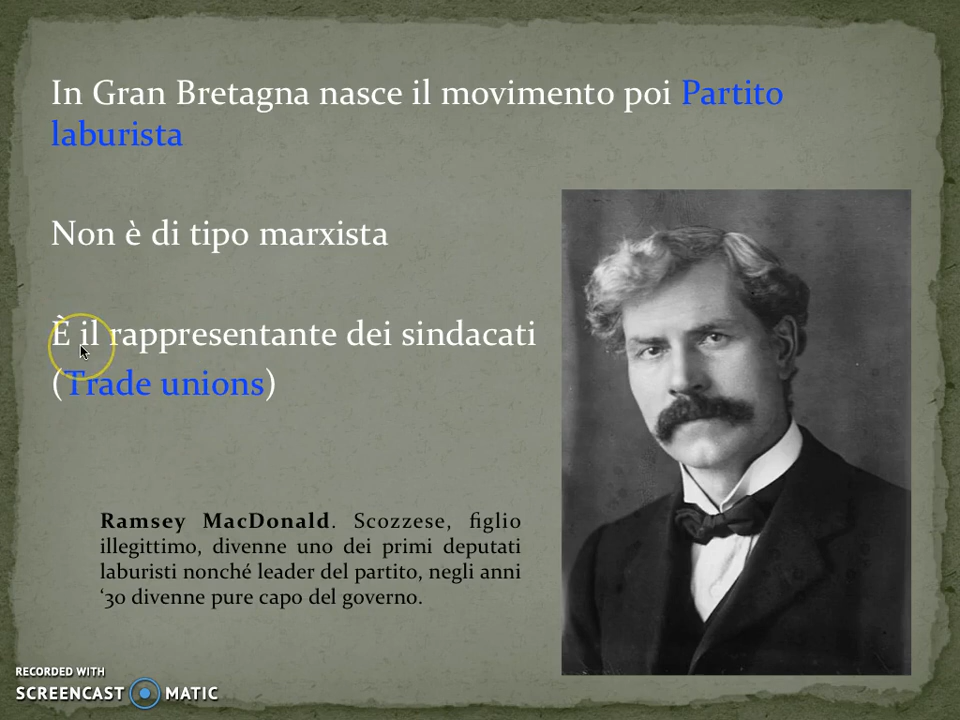 In Gran Bretagna nasce il movimento poi Partito
laburista
Non è di tipo marxista
È il rappresentante dei sindacati
(Trade unions)
Ramsey MacDonald. Scozzese, figlio
illegittimo, divenne uno dei primi deputati
laburisti nonché leader del partito, negli anni
‘30 divenne pure capo del governo.
RECORDED WITH
SCREENCAST MATIC